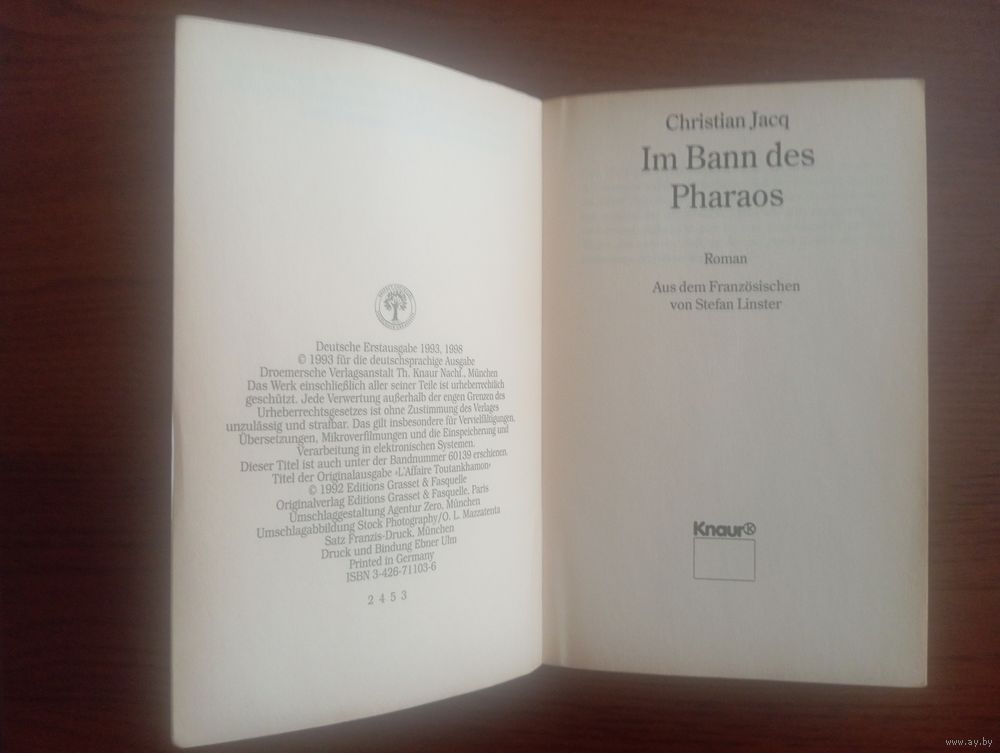 Deutsche Erstausgabe 1993, 1998
© 1993 für die deutschsprachige Ausgabe
Droemersche Verlagsanstalt Th. Knaur Nachf., München
Das Werk einschließlich aller seiner Teile ist urheberrechtlich
geschützt. Jede Verwertung außerhalb der engen Grenzen des
Urheberrechtsgesetzes ist ohne Zustimmung des Verlages
unzulässig und strafbar. Das gilt insbesondere für Vervielfältigungen,
Übersetzungen, Mikroverfilmungen und die Einspeicherung und
Verarbeitung in elektronischen Systemen.
Dieser Titel ist auch unter der Bandnummer 60139 erschienen.
Titel der Originalausgabe ›L'Affaire Toutankhamon‹
© 1992 Editions Grasset & Fasquelle
Originalverlag Editions Grasset & Fasquelle, Paris
Umschlaggestaltung Agentur Zero, München
Umschlagabbildung Stock Photography/O. L. Mazzatenta
Satz Franzis-Druck, München
Druck und Bindung Ebner Ulm
Printed in Germany
ISBN 3-426-71103-6
2 4 5 3
Christian Jacq
Im Bann des
Pharaos
Roman
Aus dem Französischen
von Stefan Linster
Knaur®
www.ay.by